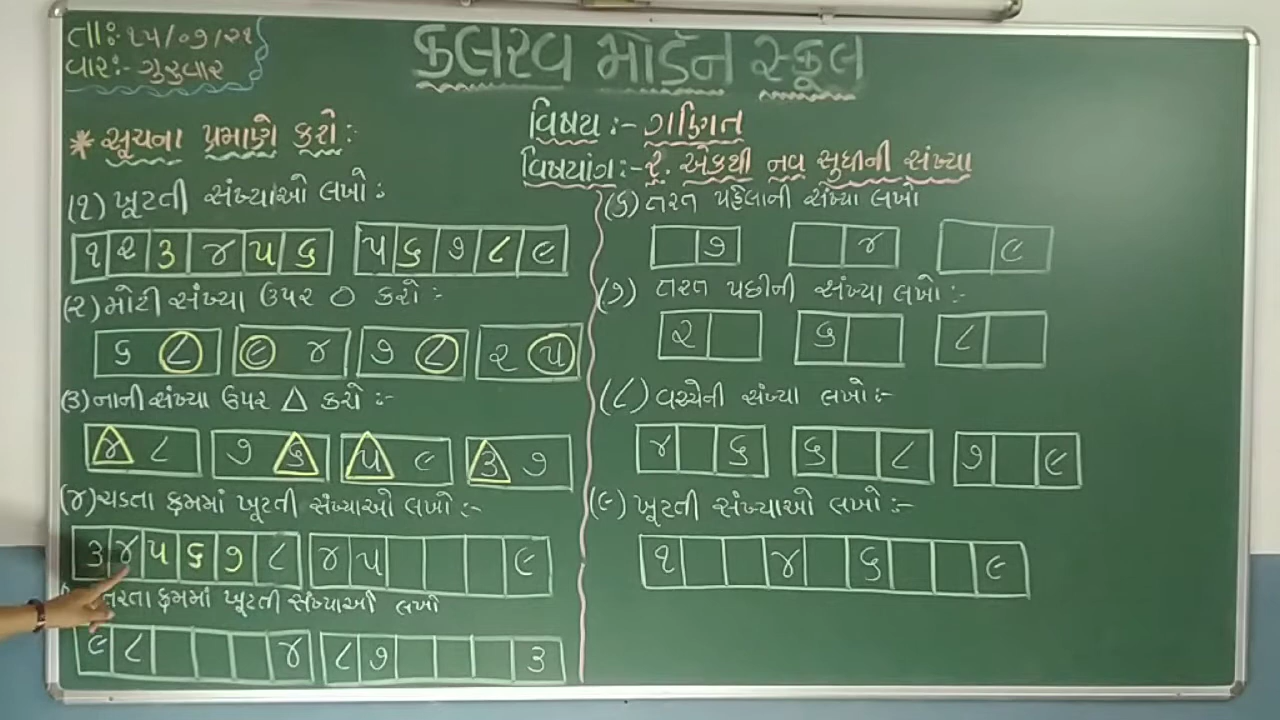 તાઃ૧૫/૦૭/૨૧
વારઃ- ગુરુવાર
કલરવ મોર્ડન સ્કૂલ
વિષયઃ- ગણિત
વિષયાંગઃ- ૨. એકથી નવ સુધીની સંખ્યા
* સૂચના પ્રમાણે કરોઃ-
(૧) ખૂટતી સંખ્યાઓ લખોઃ-
૧ ૨ ૩ ૪ ૫ ૬ ૫ ૬ ૭ ૮ ૯
(૨) મોટી સંખ્યા ઉપર ○ કરોઃ-
૬ ૮ ૯ ૪ ૭ ૮ ૨ ૫
(૩) નાની સંખ્યા ઉપર △ કરોઃ-
૪ ૮ ૭ ૬ ૫ ૯ ૩ ૭
(૪) ચડતા ક્રમમાં ખૂટતી સંખ્યાઓ લખોઃ-
૩ ૪ ૫ ૬ ૭ ૮ ૪ ૫ ૯
ક્રમમાં ખૂટતી સંખ્યાઓ લખો
૯ ૮ ૪ ૮ ૭ ૩
(૬) તરત પહેલાની સંખ્યા લખો
૭ ૪ ૯
(૭) તરત પછીની સંખ્યા લખોઃ-
૨ ૬ ૮
(૮) વચ્ચેની સંખ્યા લખોઃ-
૪ ૬ ૬ ૮ ૭ ૯
(૯) ખૂટતી સંખ્યાઓ લખોઃ-
૧ ૪ ૬ ૯